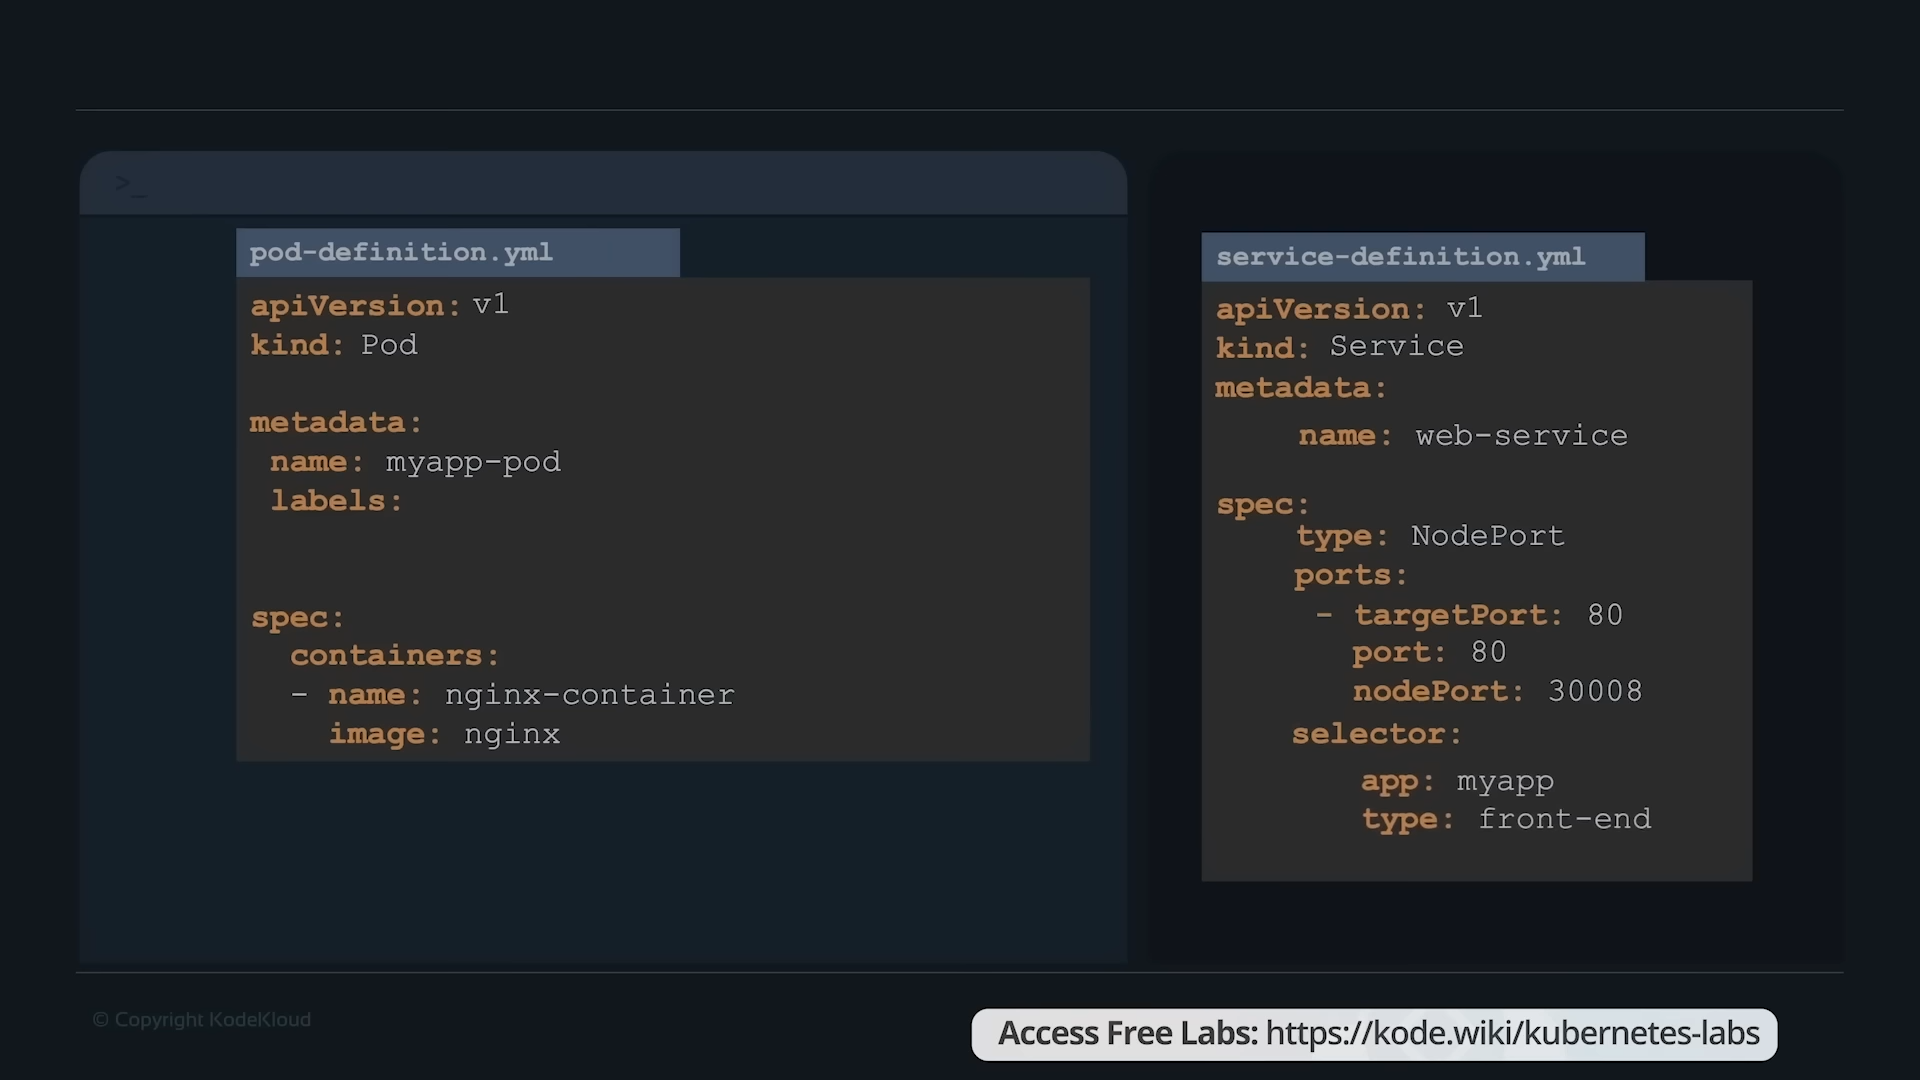 >_
pod-definition.yml
apiVersion: v1
kind: Pod
metadata:
name: myapp-pod
labels:
spec:
containers:
- name: nginx-container
image: nginx
service-definition.yml
apiVersion: v1
kind: Service
metadata:
name: web-service
spec:
type: NodePort
ports:
- targetPort: 80
port: 80
nodePort: 30008
selector:
app: myapp
type: front-end
© Copyright KodeKloud
Access Free Labs: https://kode.wiki/kubernetes-labs